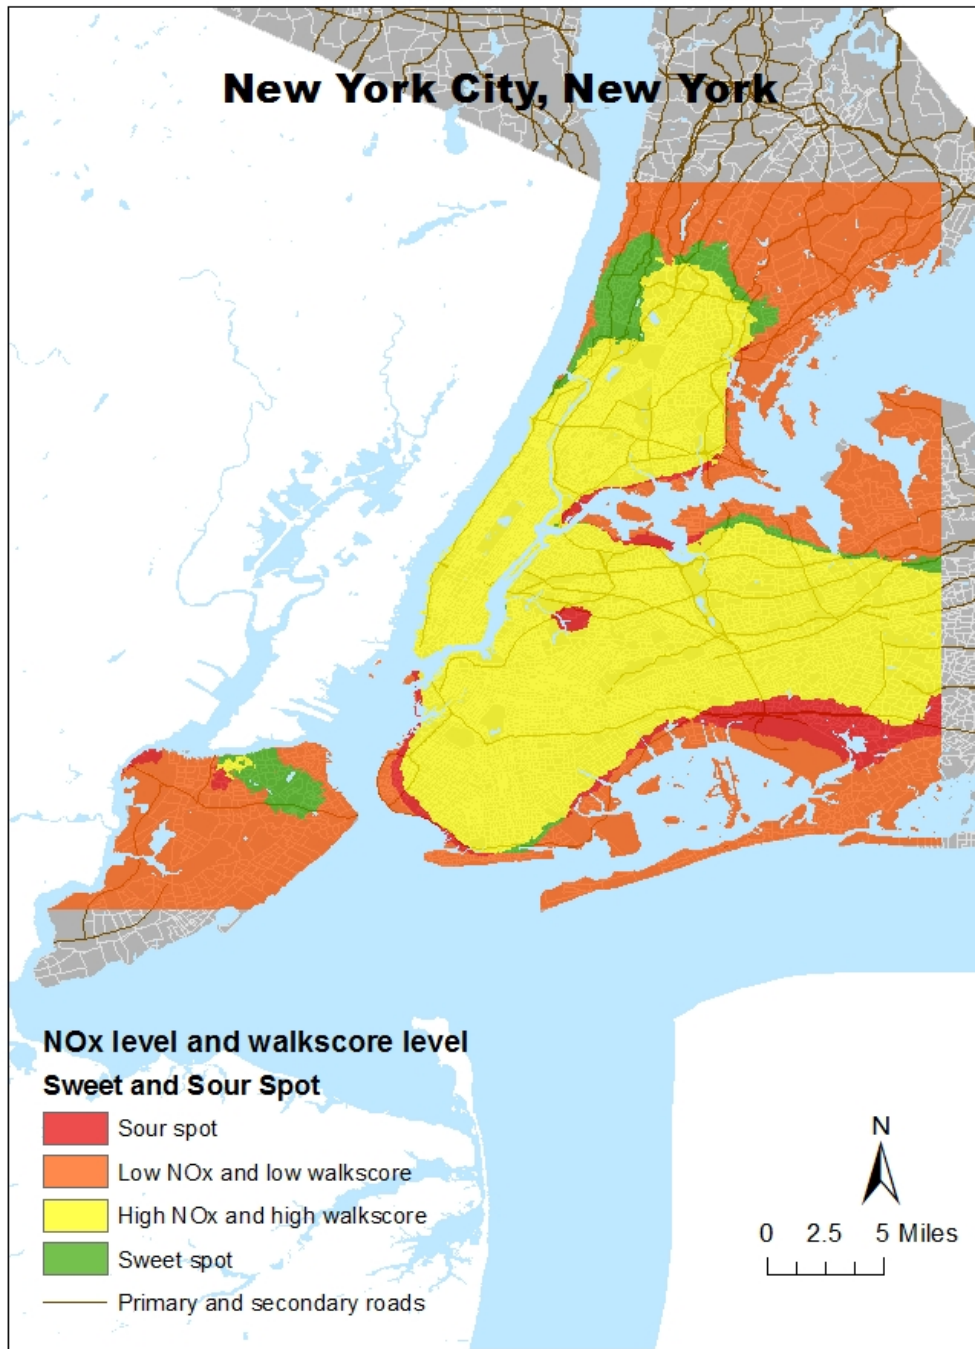 New York City, New York
NOx level and walkscore level
Sweet and Sour Spot
Sour spot
Low NOx and low walkscore
High NOx and high walkscore
Sweet spot
Primary and secondary roads
N
0 2.5 5 Miles